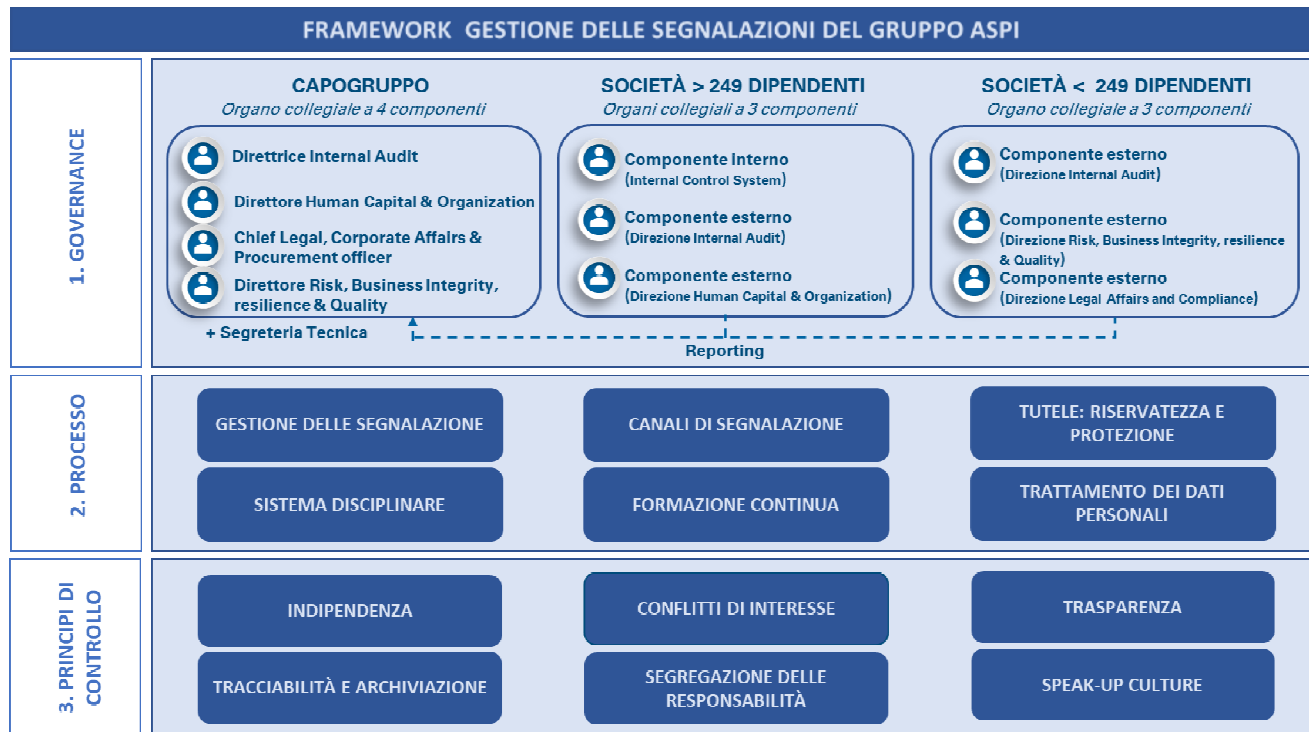 FRAMEWORK GESTIONE DELLE SEGNALAZIONI DEL GRUPPO ASPI
1. GOVERNANCE
CAPOGRUPPO
Organo collegiale a 4 componenti
Direttrice Internal Audit
Direttore Human Capital & Organization
Chief Legal, Corporate Affairs &
Procurement officer
Direttore Risk, Business Integrity,
resilience & Quality
+ Segreteria Tecnica
SOCIETÀ > 249 DIPENDENTI
Organi collegiali a 3 componenti
Componente Interno
(Internal Control System)
Componente esterno
(Direzione Internal Audit)
Componente esterno
(Direzione Human Capital & Organization)
SOCIETÀ < 249 DIPENDENTI
Organo collegiale a 3 componenti
Componente esterno
(Direzione Internal Audit)
Componente esterno
(Direzione Risk, Business Integrity, resilience
& Quality)
Componente esterno
(Direzione Legal Affairs and Compliance)
Reporting
2. PROCESSO
GESTIONE DELLE SEGNALAZIONE
CANALI DI SEGNALAZIONE
TUTELE: RISERVATEZZA E
PROTEZIONE
SISTEMA DISCIPLINARE
FORMAZIONE CONTINUA
TRATTAMENTO DEI DATI
PERSONALI
3. PRINCIPI DI
CONTROLLO
INDIPENDENZA
CONFLITTI DI INTERESSE
TRASPARENZA
TRACCIABILITÀ E ARCHIVIAZIONE
SEGREGAZIONE DELLE
RESPONSABILITÀ
SPEAK-UP CULTURE